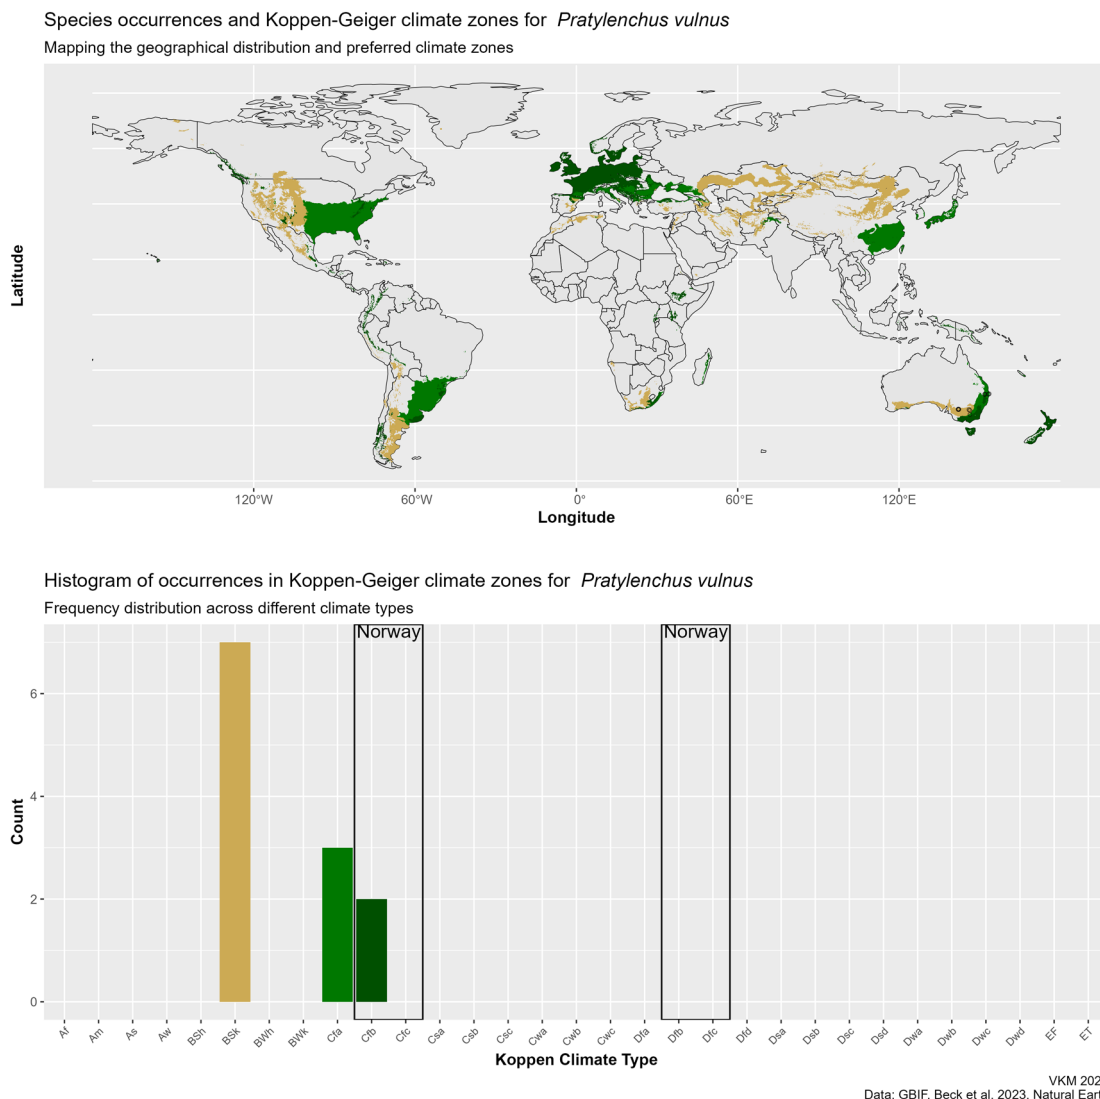 Species occurrences and Koppen-Geiger climate zones for Pratylenchus vulnus
Mapping the geographical distribution and preferred climate zones
Latitude
120°W 60°W 0° 60°E 120°E
Longitude
Histogram of occurrences in Koppen-Geiger climate zones for Pratylenchus vulnus
Frequency distribution across different climate types
Norway Norway
6
4
2
0
Count
Af Am As Aw BSh BSk BWh BWk Cfa Cfb Cfc Csa Csb Csc Cwa Cwb Cwc Dfa Dfb Dfc Dfd Dsa Dsb Dsc Dsd Dwa Dwb Dwc Dwd EF ET
Koppen Climate Type
VKM 202
Data: GBIF, Beck et al. 2023, Natural Eart